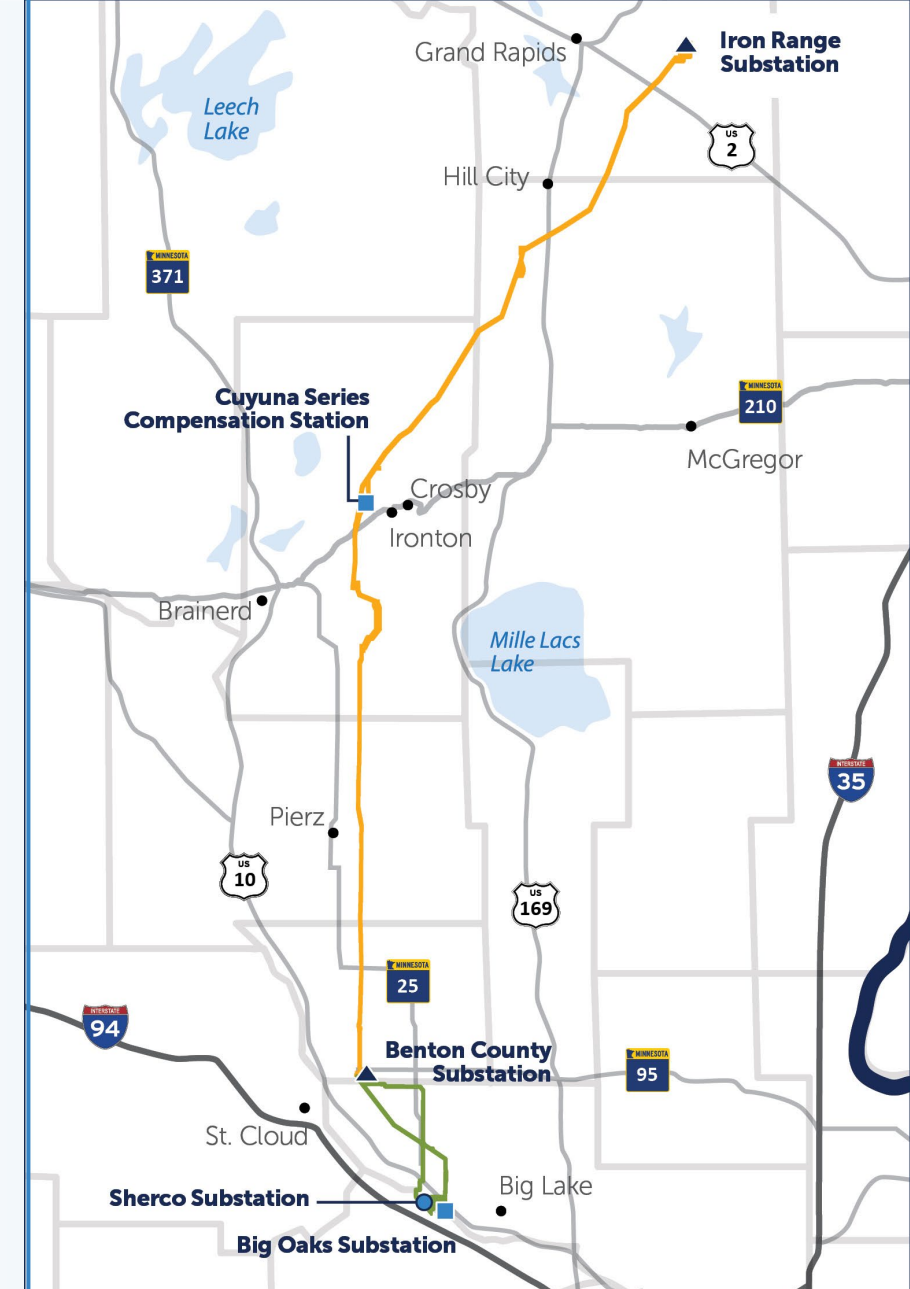 Grand Rapids
Iron Range
Substation
Leech
Lake
US
2
Hill City
MINNESOTA
371
Cuyuna Series
Compensation Station
MINNESOTA
210
McGregor
Crosby
Ironton
Brainerd
Mille Lacs
Lake
INTERSTATE
35
Pierz
US
10
US
169
MINNESOTA
25
INTERSTATE
94
Benton County
Substation
MINNESOTA
95
St. Cloud
Big Lake
Sherco Substation
Big Oaks Substation